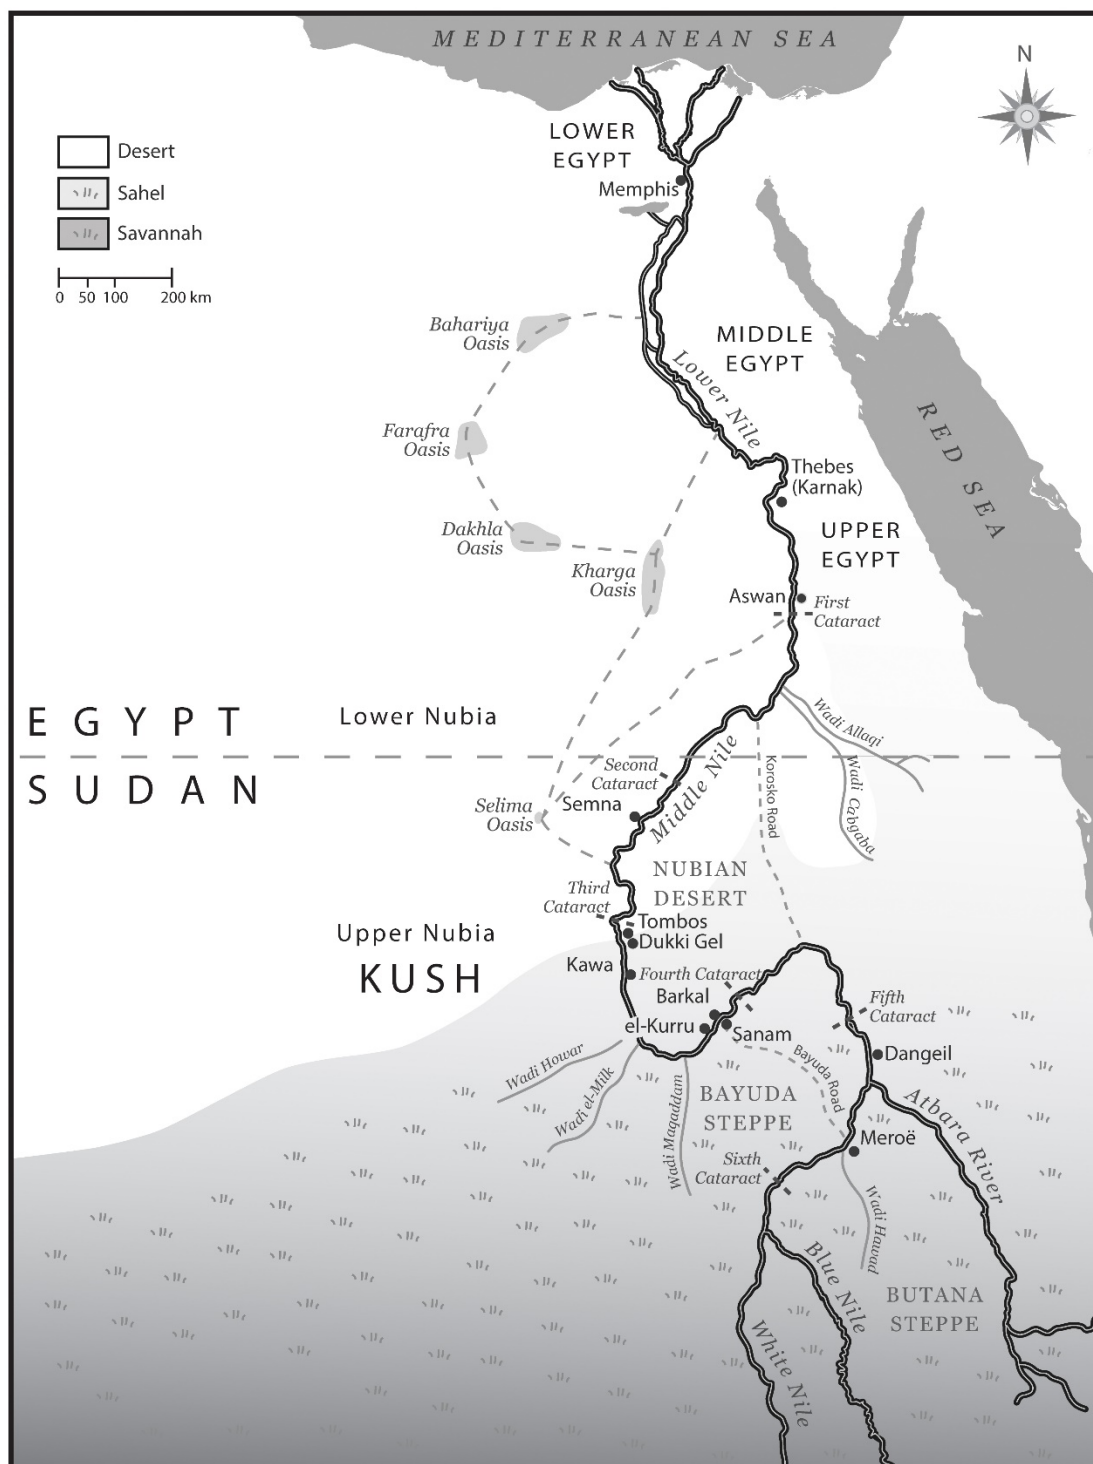 MEDITERRANEAN SEA
N
LOWER
EGYPT
Memphis
Desert
Sahel
Savannah
0 50 100 200 km
Bahariya
Oasis
MIDDLE
EGYPT
Lower Nile
RED SEA
Farafra
Oasis
Thebes
(Karnak)
Dakhla
Oasis
UPPER
EGYPT
Kharga
Oasis
Aswan
First
Cataract
EGYPT
Lower Nubia
Wadi Allaqi
SUDAN
Second
Cataract
Middle Nile
Korosko Road
Wadi Cabgaba
Selima
Oasis
Semna
NUBIAN
DESERT
Third
Cataract
Tombos
Dukki Gel
Upper Nubia
KUSH
Kawa
Fourth Cataract
Barkal
el-Kurru
Sanam
Fifth
Cataract
Dangeil
Wadi Howar
Wadi el-Milk
Wadi Maqaddam
Bayuda Road
BAYUDA
STEPPE
Atbara River
Meroë
Sixth
Cataract
Wadi Hawad
Blue Nile
BUTANA
STEPPE
White Nile